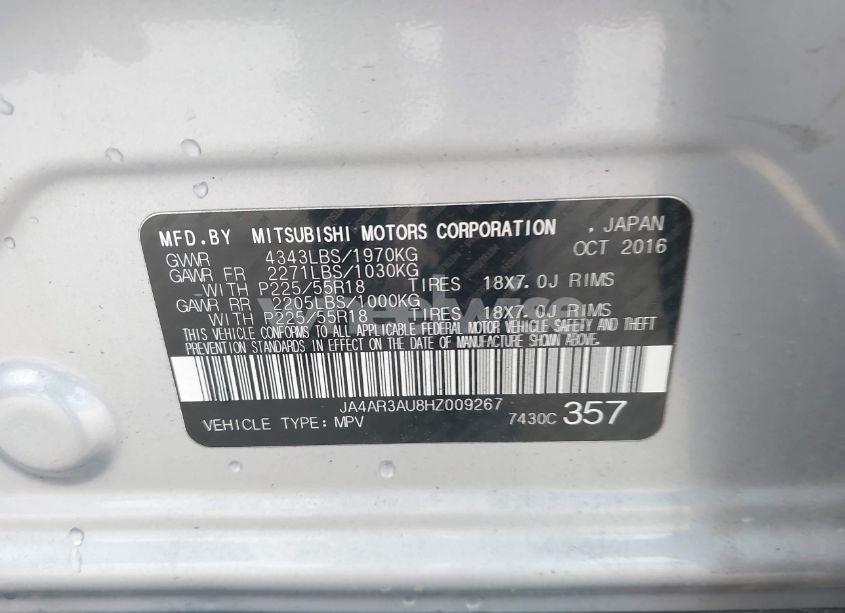 MFD.BY MITSUBISHI MOTORS CORPORATION . JAPAN
OCT 2016
GVWR 4343LBS/1970KG
GAWR FR 2271LBS/1030KG
WITH P225/55R18 TIRES 18X7.0J RIMS
GAWR RR 2205LBS/1000KG
WITH P225/55R18 TIRES 18X7.0J RIMS
THIS VEHICLE CONFORMS TO ALL APPLICABLE FEDERAL MOTOR VEHICLE SAFETY AND THEFT
PREVENTION STANDARDS IN EFFECT ON THE DATE OF MANUFACTURE SHOWN ABOVE.
JA4AR3AU8HZ009267
VEHICLE TYPE: MPV 7430C 357